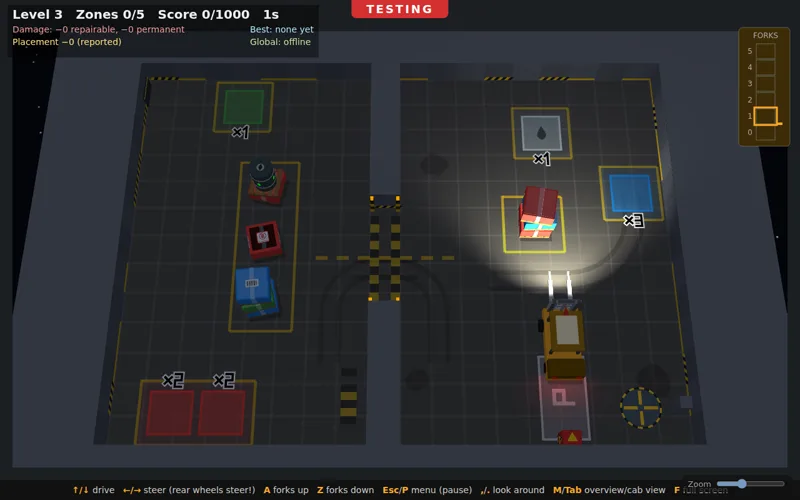 TESTING
Level 3 Zones 0/5 Score 0/1000 1s
Damga: −0 repairable, −0 permanent
Best: none yet
Placement −0 (reported)
Global: offline
FORKS
5
4
3
2
1
0
×1
×1
×3
×2 ×2
P
↑/↓ drive ←/→ steer (rear wheels steer!) A forks up Z forks down Esc/P menu (pause) ,/. look around M/Tab overview/cab view F full screen
Zoom